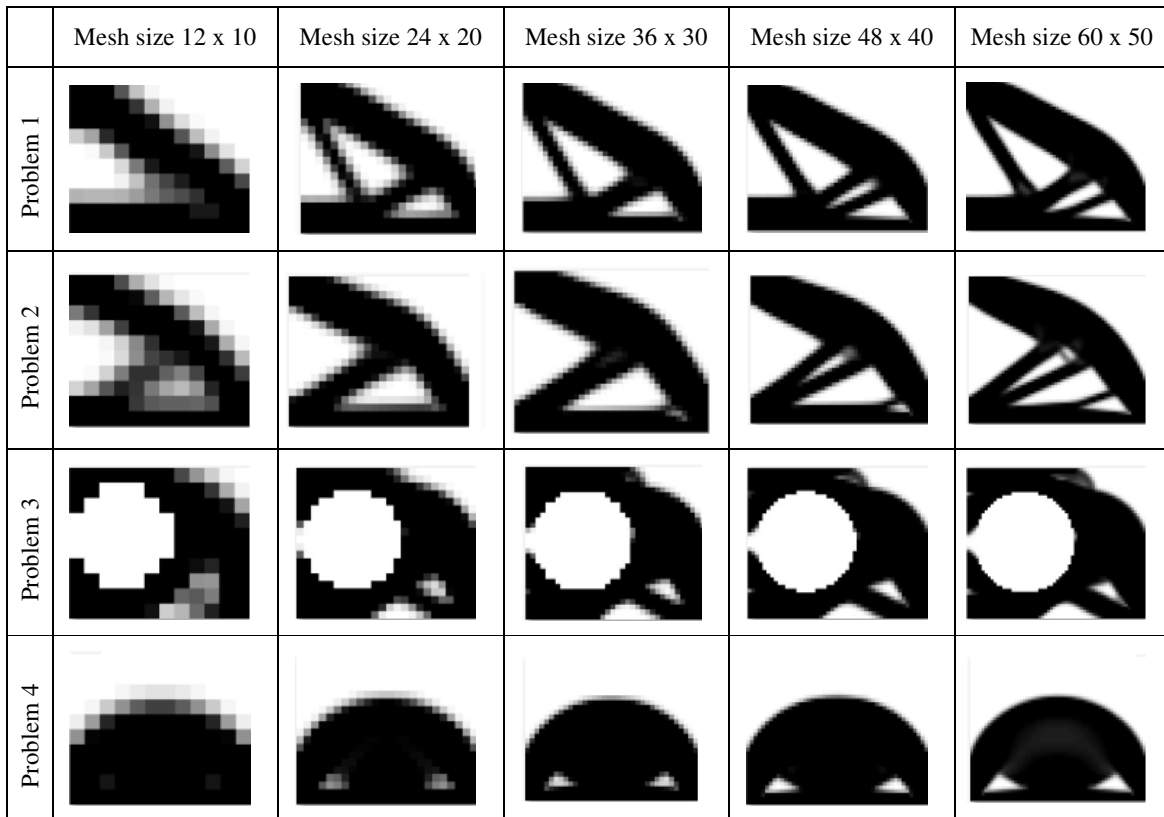 Mesh size 12 x 10
Mesh size 24 x 20
Mesh size 36 x 30
Mesh size 48 x 40
Mesh size 60 x 50
Problem 1
Problem 2
Problem 3
Problem 4